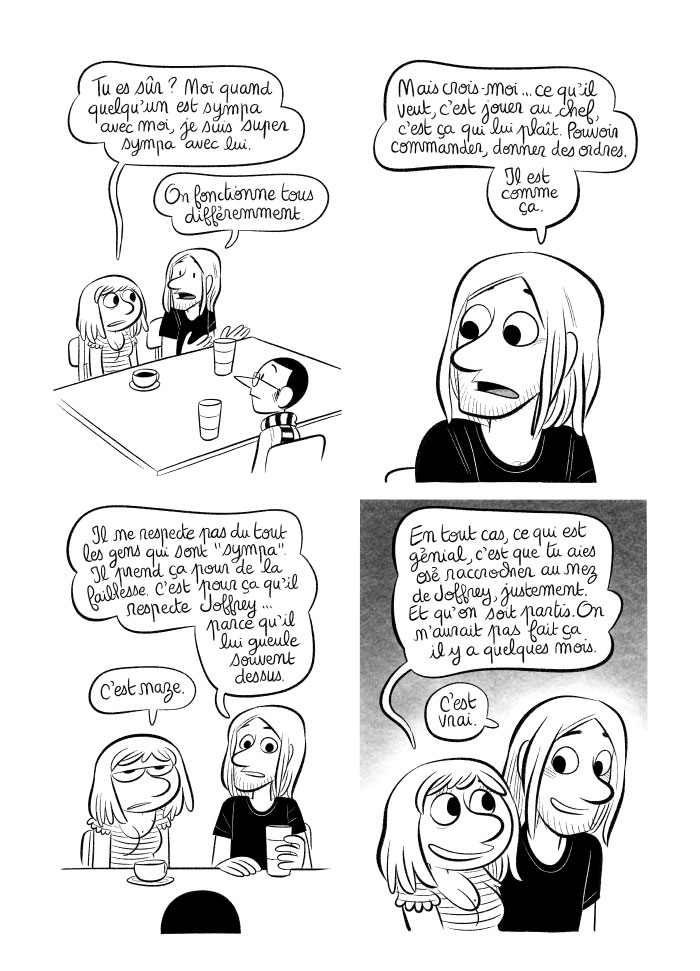 Tu es sûr ? Moi quand
quelqu'un est sympa
avec moi, je suis super
sympa avec lui.
On fonctionne tous
différemment.
Mais crois-moi... ce qu'il
veut, c'est jouer au chef,
c'est ça qui lui plaît. Pouvoir
commander, donner des ordres.
Il est
comme
ça.
Il ne respecte pas du tout
les gens qui sont "sympa".
Il prend ça pour de la
faiblesse. C'est pour ça qu'il
respecte Joffrey...
parce qu'il
lui gueule
souvent
dessus.
C'est naze.
En tout cas, ce qui est
génial, c'est que tu aies
osé raccrocher au nez
de Joffrey, justement.
Et qu'on soit partis. On
n'aurait pas fait ça
il y a quelques mois.
C'est
vrai.